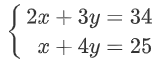 2x + 3y = 34
x + 4y = 25